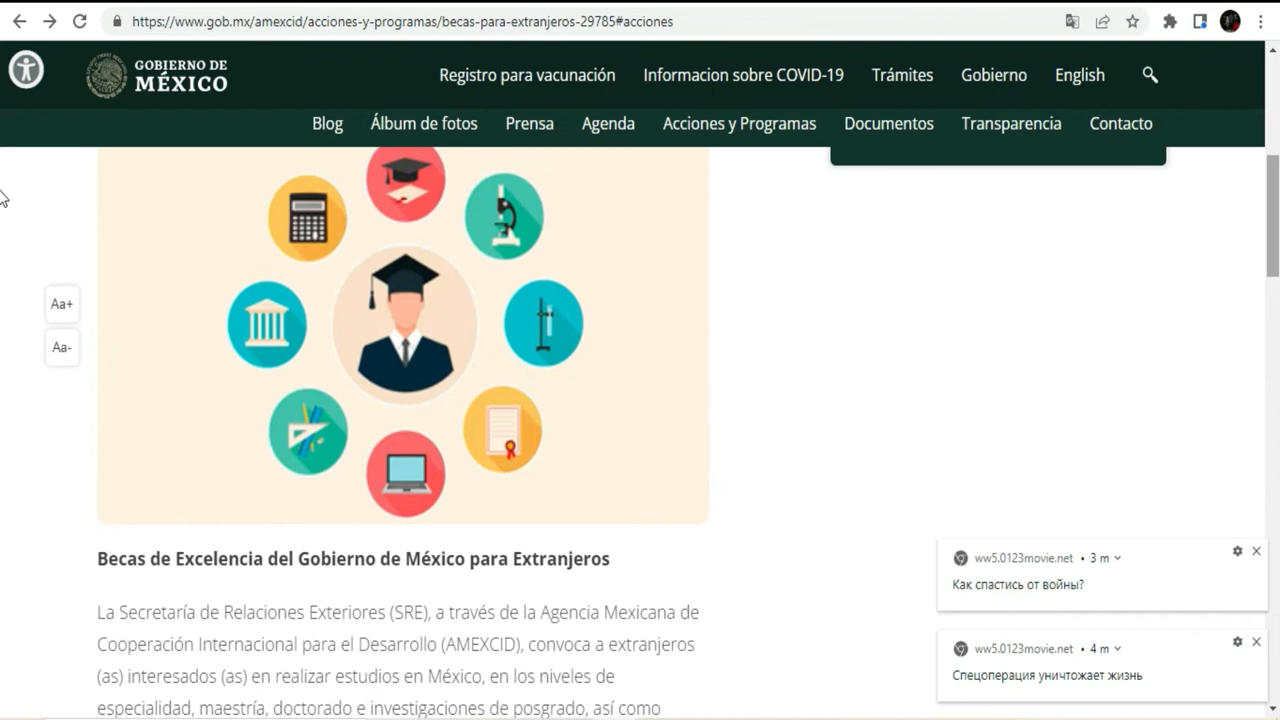 https://www.gob.mx/amexcid/acciones-y-programas/becas-para-extranjeros-29785#acciones
GOBIERNO DE
MÉXICO
Registro para vacunación Informacion sobre COVID-19 Trámites Gobierno English
Blog Álbum de fotos Prensa Agenda Acciones y Programas Documentos Transparencia Contacto
Aa+
Aa-
Becas de Excelencia del Gobierno de México para Extranjeros
La Secretaría de Relaciones Exteriores (SRE), a través de la Agencia Mexicana de
Cooperación Internacional para el Desarrollo (AMEXCID), convoca a extranjeros
(as) interesados (as) en realizar estudios en México, en los niveles de
especialidad, maestría, doctorado e investigaciones de posgrado, así como
ww5.0123movie.net • 3 m
Как спастись от войны?
ww5.0123movie.net • 4 m
Спецоперация уничтожает жизнь